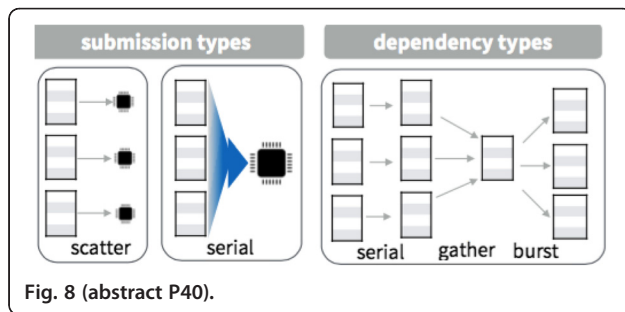 submission types
dependency types
scatter
serial
serial gather burst
Fig. 8 (abstract P40).